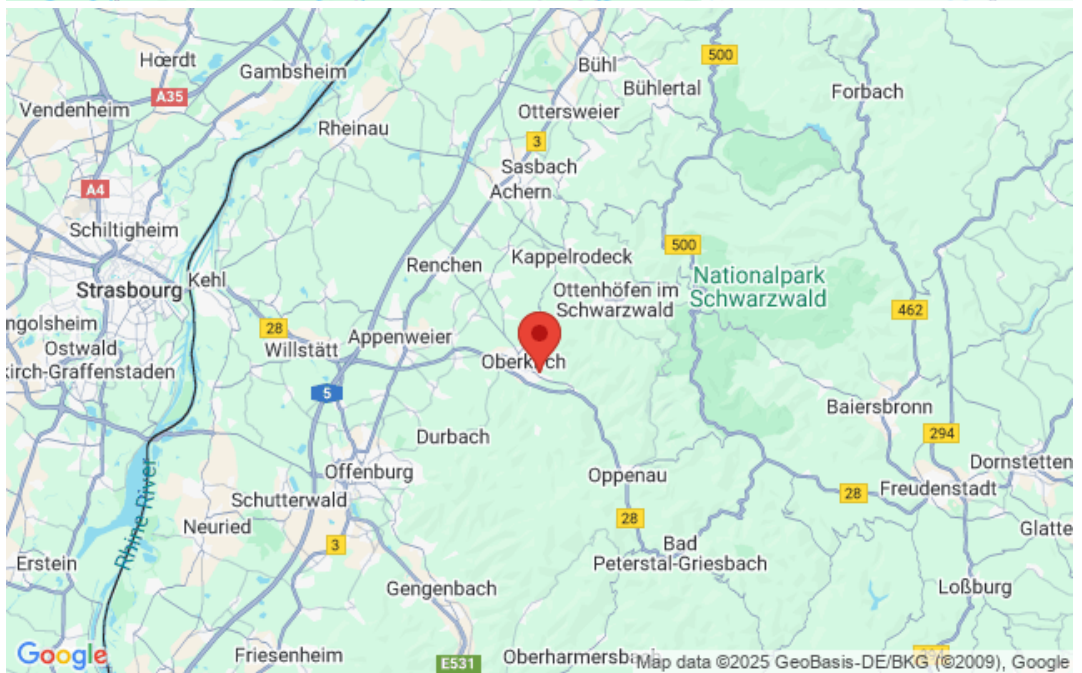 500
Hœrdt
Bühl
Gambsheim
Bühlertal
Forbach
A35
Vendenheim
Ottersweier
Rheinau
3
Sasbach
A4
Achern
Schiltigheim
500
Kappelrodeck
Renchen
Nationalpark
Schwarzwald
Kehl
Strasbourg
Ottenhöfen im
Schwarzwald
462
ngolsheim
28
Appenweier
Willstätt
Ostwald
Oberkirch
kirch-Graffenstaden
5
Baiersbronn
294
Durbach
Dornstetten
Offenburg
Oppenau
Freudenstadt
28
Schutterwald
28
Neuried
Glatte
3
Bad
Peterstal-Griesbach
Rhine River
Erstein
Gengenbach
Loßburg
Google
Friesenheim
E531
Oberharmersbach
Map data ©2025 GeoBasis-DE/BKG (©2009), Google